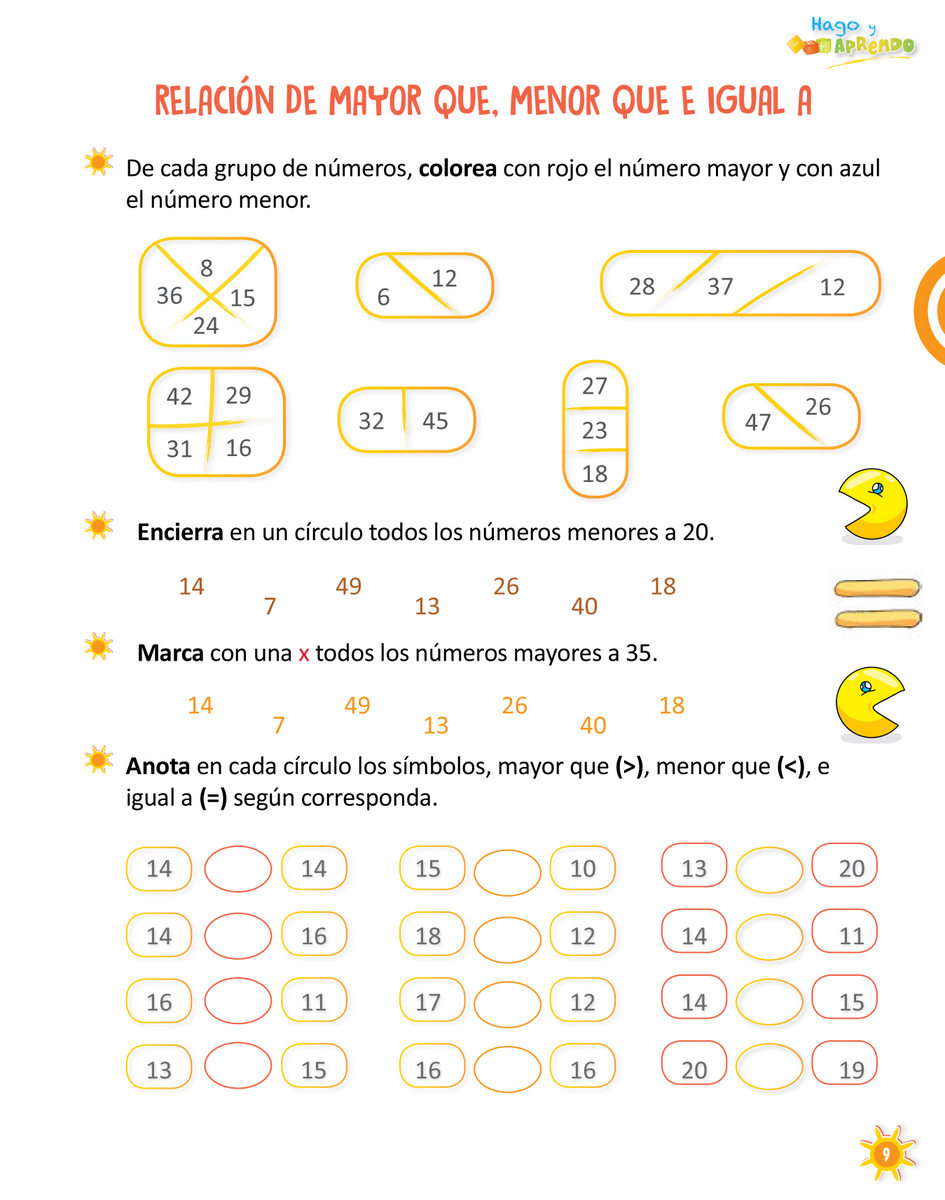 Hago y
APRENDO
RELACIÓN DE MAYOR QUE, MENOR QUE E IGUAL A
De cada grupo de números, colorea con rojo el número mayor y con azul
el número menor.
8
36 15
24
6 12
28 37 12
42 29
31 16
32 45
27
23
18
47 26
Encierra en un círculo todos los números menores a 20.
14 7 49 13 26 40 18
Marca con una x todos los números mayores a 35.
14 7 49 13 26 40 18
Anota en cada círculo los símbolos, mayor que (>), menor que (<), e
igual a (=) según corresponda.
14 14 15 10 13 20
14 16 18 12 14 11
16 11 17 12 14 15
13 15 16 16 20 19
9